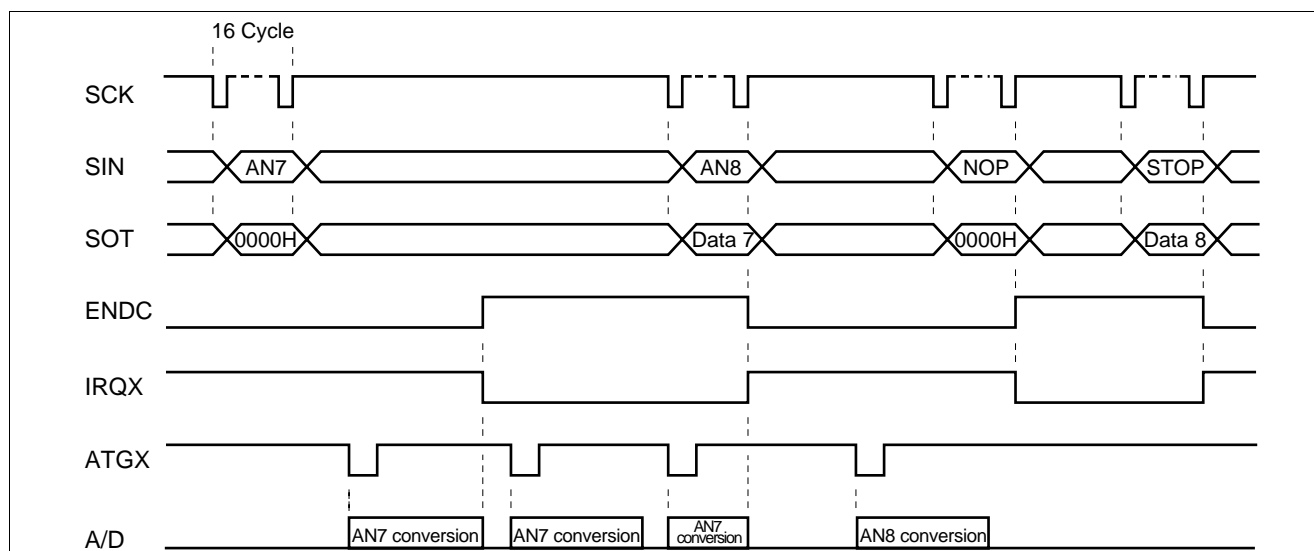 16 Cycle
SCK
SIN AN7 AN8 NOP STOP
SOT 0000H Data 7 0000H Data 8
ENDC
IRQX
ATGX
A/D AN7 conversion AN7 conversion AN7 conversion AN8 conversion